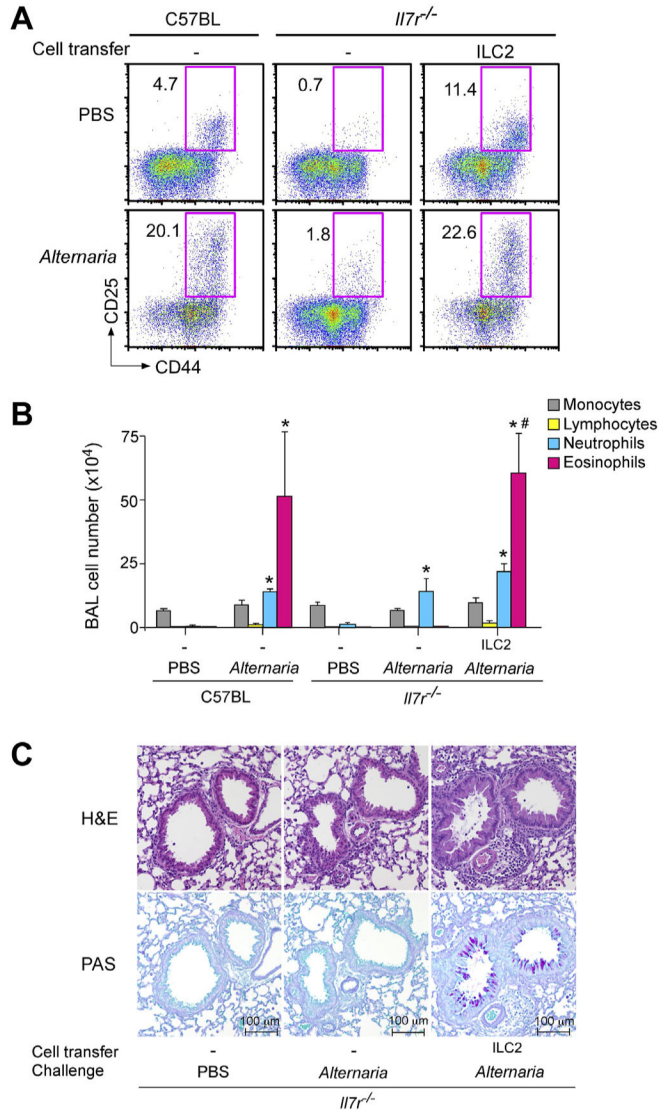 A
C57BL Il7r-/-
Cell transfer - - ILC2
PBS 4.7 0.7 11.4
Alternaria 20.1 1.8 22.6
CD25
CD44
B
Monocytes
Lymphocytes
Neutrophils
Eosinophils
BAL cell number (x10⁴)
75
50
25
0
* * * * * #
- - - - ILC2
PBS Alternaria PBS Alternaria Alternaria
C57BL Il7r-/-
C
H&E
PAS
100 µm 100 µm 100 µm
Cell transfer - - ILC2
Challenge PBS Alternaria Alternaria
Il7r-/-